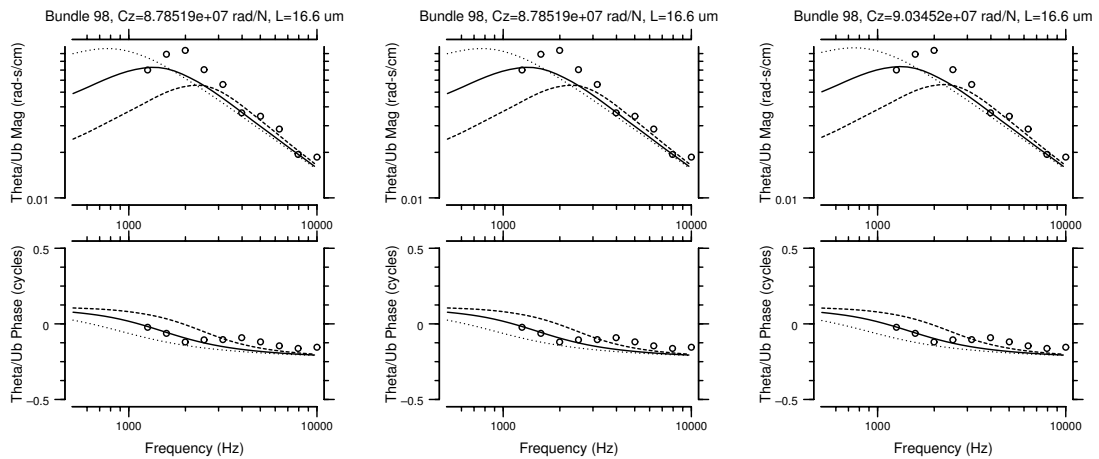 Bundle 98, Cz=8.78519e+07 rad/N, L=16.6 um
Theta/Ub Mag (rad-s/cm)
0.01
1000
10000
Theta/Ub Phase (cycles)
0.5
0
−0.5
1000
10000
Frequency (Hz)
Bundle 98, Cz=8.78519e+07 rad/N, L=16.6 um
Theta/Ub Mag (rad-s/cm)
0.01
1000
10000
Theta/Ub Phase (cycles)
0.5
0
−0.5
1000
10000
Frequency (Hz)
Bundle 98, Cz=9.03452e+07 rad/N, L=16.6 um
Theta/Ub Mag (rad-s/cm)
0.01
1000
10000
Theta/Ub Phase (cycles)
0.5
0
−0.5
1000
10000
Frequency (Hz)